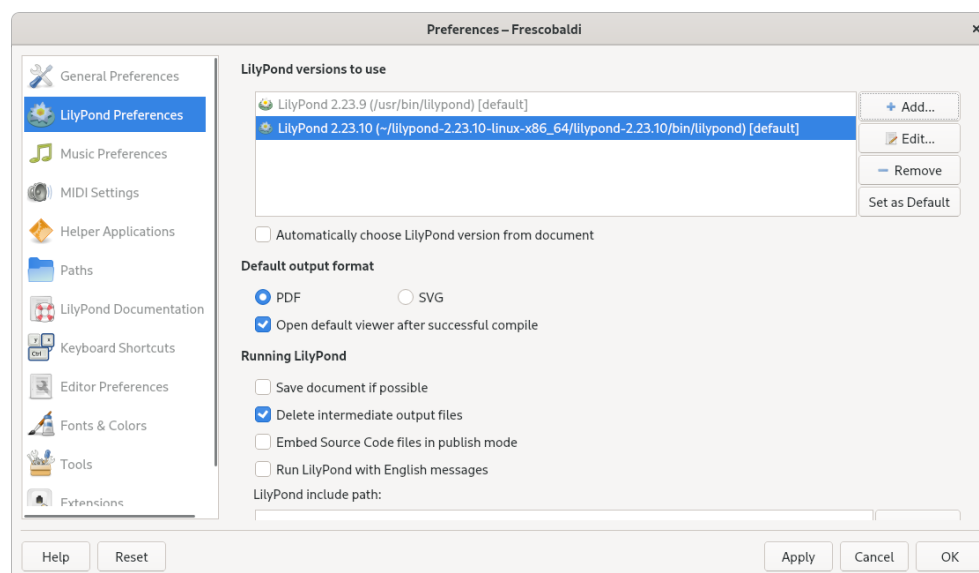 Preferences – Frescobaldi
×
General Preferences
LilyPond Preferences
Music Preferences
MIDI Settings
Helper Applications
Paths
LilyPond Documentation
Keyboard Shortcuts
Editor Preferences
Fonts & Colors
Tools
Extensions
LilyPond versions to use
LilyPond 2.23.9 (/usr/bin/lilypond) [default]
LilyPond 2.23.10 (~/lilypond-2.23.10-linux-x86_64/lilypond-2.23.10/bin/lilypond) [default]
+ Add...
Edit...
− Remove
Set as Default
Automatically choose LilyPond version from document
Default output format
PDF SVG
Open default viewer after successful compile
Running LilyPond
Save document if possible
Delete intermediate output files
Embed Source Code files in publish mode
Run LilyPond with English messages
LilyPond include path:
Help Reset Apply Cancel OK